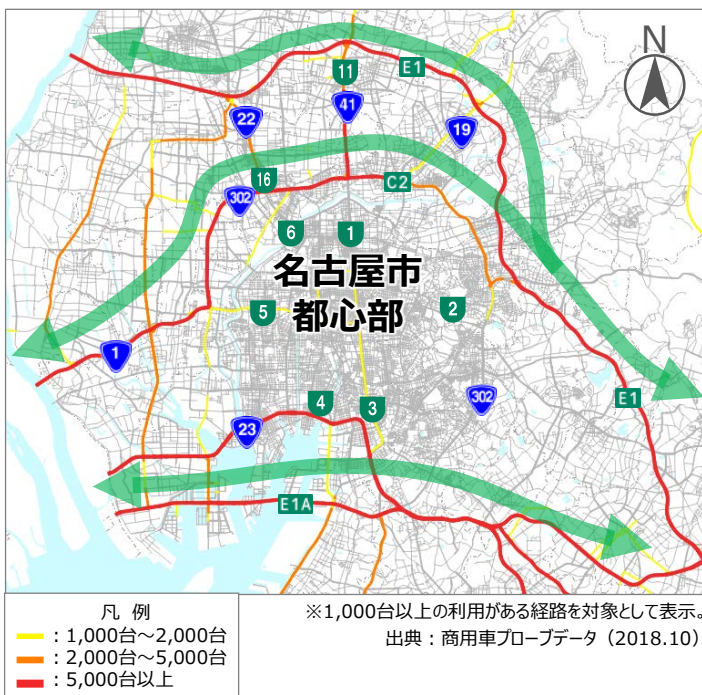 N
E1
11
41
22
19
16
C2
302
6
1
名古屋市
都心部
5
2
1
E1
302
4
3
23
E1A
凡 例
：1,000台～2,000台
：2,000台～5,000台
：5,000台以上
※1,000台以上の利用がある経路を対象として表示。
出典：商用車プローブデータ（2018.10）